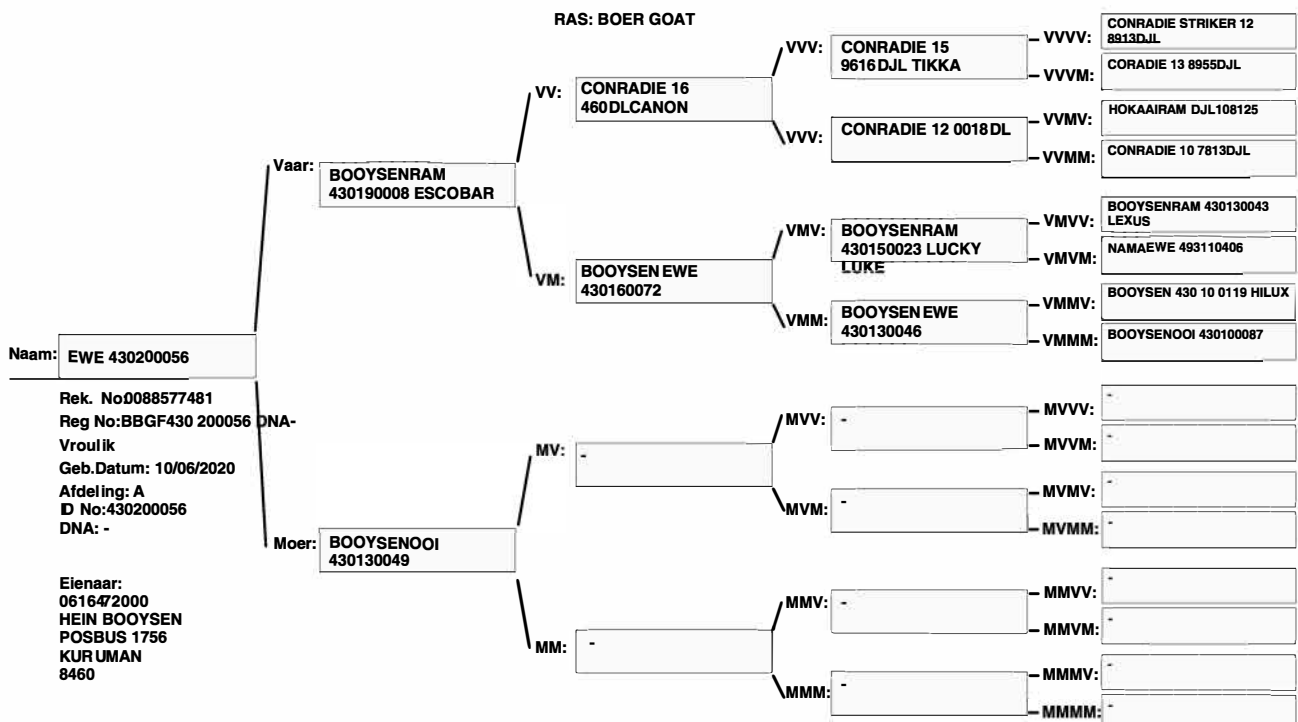 RAS: BOER GOAT
Naam: EWE 430200056
Rek. No:0088577481
Reg No:BBGF430 200056 DNA-
Vroulik
Geb.Datum: 10/06/2020
Afdeling: A
ID No:430200056
DNA: -
Eienaar:
0616472000
HEIN BOOYSEN
POSBUS 1756
KURUMAN
8460
Vaar: BOOYSENRAM
430190008 ESCOBAR
Moer: BOOYSENOOI
430130049
VV: CONRADIE 16
460DLCANON
VM: BOOYSEN EWE
430160072
MV: -
MM: -
VVV: CONRADIE 15
9616DJL TIKKA
VVV: CONRADIE 12 0018DL
VMV: BOOYSENRAM
430150023 LUCKY
LUKE
VMM: BOOYSEN EWE
430130046
MVV: -
MVM: -
MMV: -
MMM: -
VVVV: CONRADIE STRIKER 12
8913DJL
VVVM: CORADIE 13 8955DJL
VVMV: HOKAAIRAM DJL108125
VVMM: CONRADIE 10 7813DJL
VMVV: BOOYSENRAM 430130043
LEXUS
VMVM: NAMAEWE 493110406
VMMV: BOOYSEN 430 10 0119 HILUX
VMMM: BOOYSENOOI 430100087
MVVV: -
MVVM: -
MVMV: -
MVMM: -
MMVV: -
MMVM: -
MMMV: -
MMMM: -